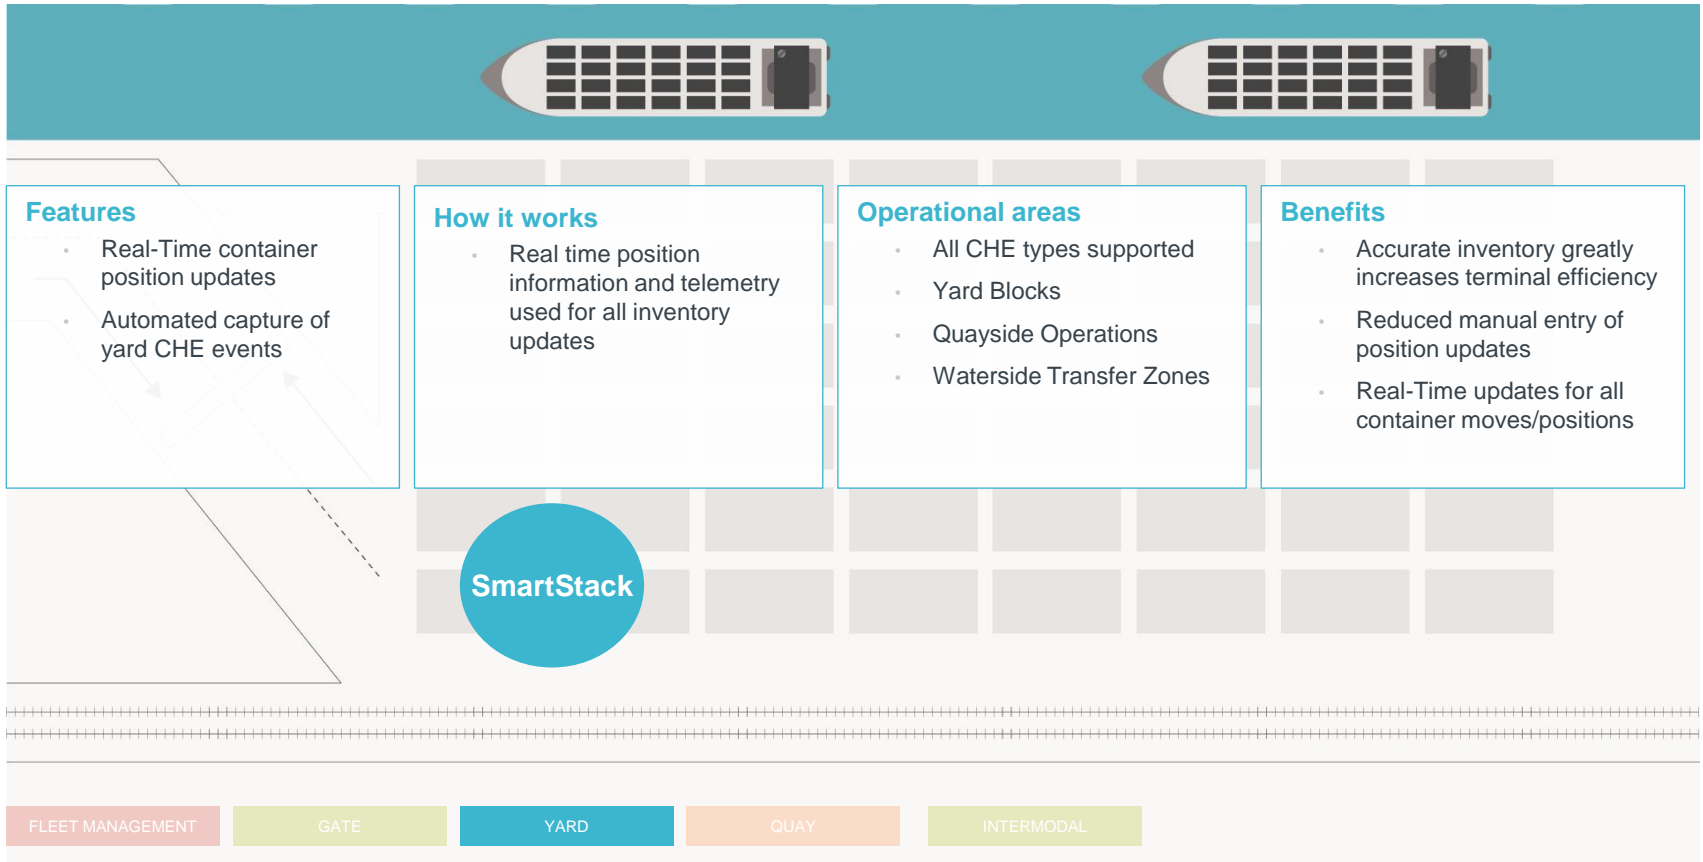 Features
Real-Time container
position updates
Automated capture of
yard CHE events
How it works
Real time position
information and telemetry
used for all inventory
updates
Operational areas
All CHE types supported
Yard Blocks
Quayside Operations
Waterside Transfer Zones
Benefits
Accurate inventory greatly
increases terminal efficiency
Reduced manual entry of
position updates
Real-Time updates for all
container moves/positions
SmartStack
FLEET MANAGEMENT
GATE
YARD
QUAY
INTERMODAL